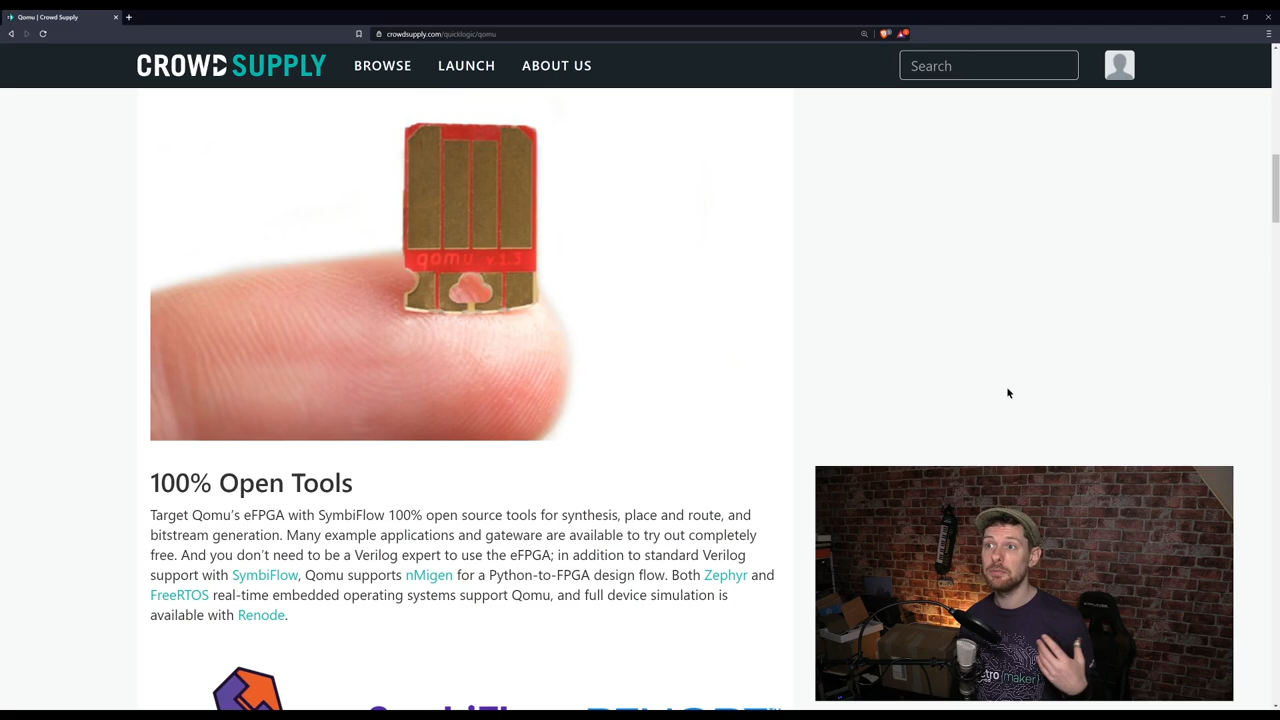 Qomu | Crowd Supply
crowdsupply.com/quicklogic/qomu
CROWD SUPPLY
BROWSE
LAUNCH
ABOUT US
Search
qomu v1.3
100% Open Tools
Target Qomu's eFPGA with SymbiFlow 100% open source tools for synthesis, place and route, and
bitstream generation. Many example applications and gateware are available to try out completely
free. And you don't need to be a Verilog expert to use the eFPGA; in addition to standard Verilog
support with SymbiFlow, Qomu supports nMigen for a Python-to-FPGA design flow. Both Zephyr and
FreeRTOS real-time embedded operating systems support Qomu, and full device simulation is
available with Renode.